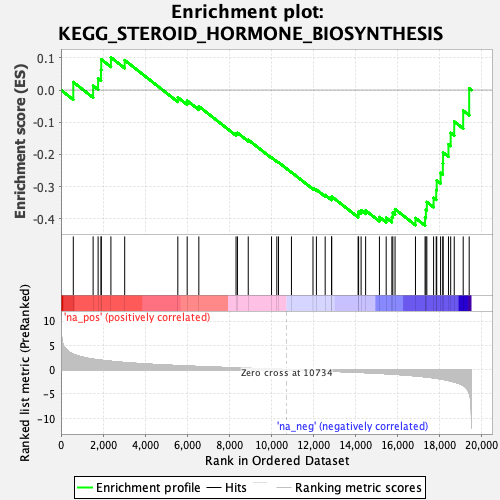 Enrichment plot:
KEGG_STEROID_HORMONE_BIOSYNTHESIS
Enrichment score (ES)
0.1
0.0
-0.1
-0.2
-0.3
-0.4
Ranked list metric (PreRanked)
10
5
0
-5
-10
'na_pos' (positively correlated)
Zero cross at 10734
'na_neg' (negatively correlated)
0
2,000
4,000
6,000
8,000
10,000
12,000
14,000
16,000
18,000
20,000
Rank in Ordered Dataset
Enrichment profile
Hits
Ranking metric scores